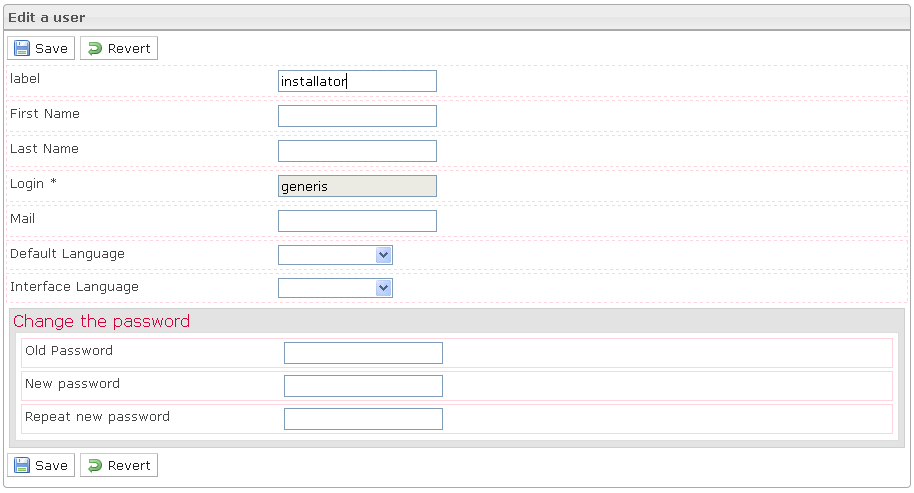 Edit a user
Save Revert
label installator
First Name
Last Name
Login * generis
Mail
Default Language
Interface Language
Change the password
Old Password
New password
Repeat new password
Save Revert